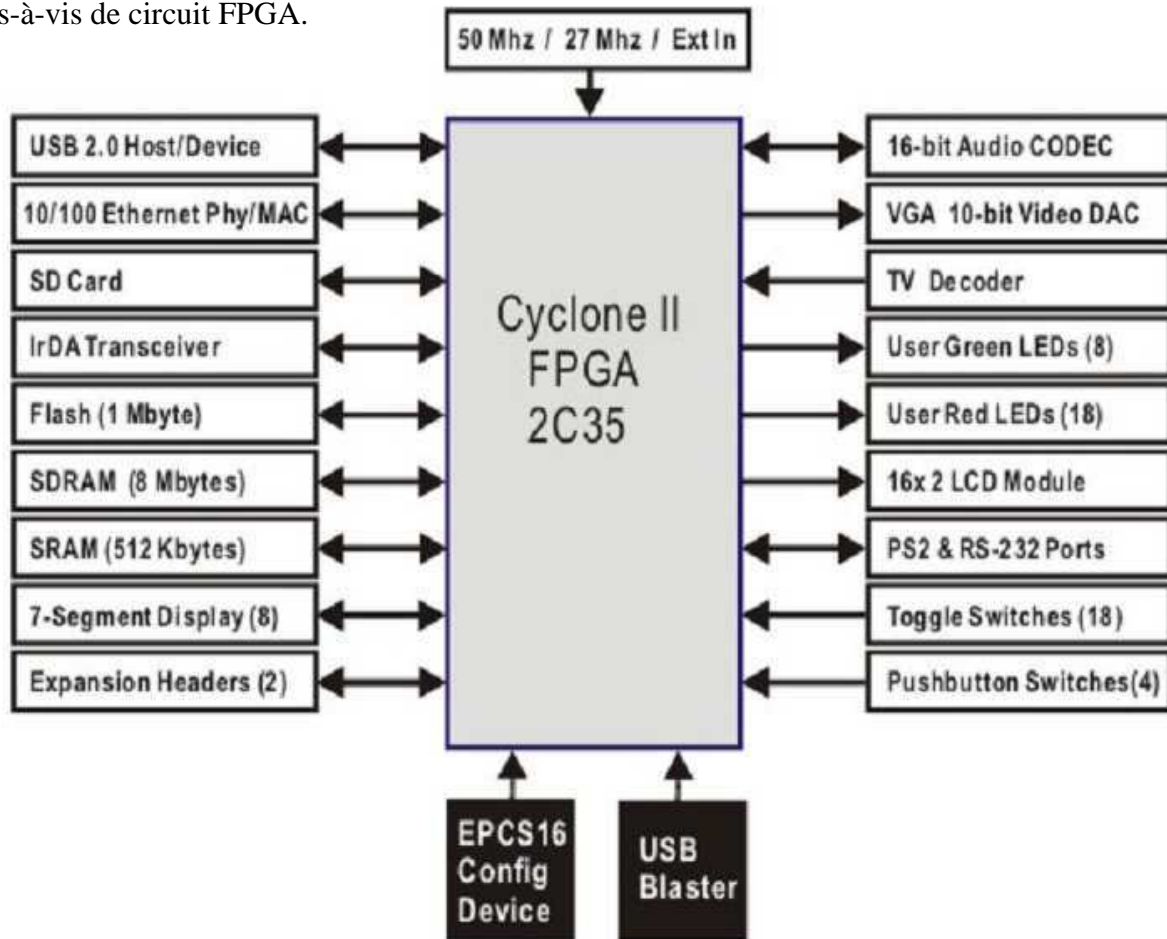 s-à-vis de circuit FPGA.
50 Mhz / 27 Mhz / Ext In
USB 2.0 Host/Device
10/100 Ethernet Phy/MAC
SD Card
IrDA Transceiver
Flash (1 Mbyte)
SDRAM (8 Mbytes)
SRAM (512 Kbytes)
7-Segment Display (8)
Expansion Headers (2)
Cyclone II
FPGA
2C35
16-bit Audio CODEC
VGA 10-bit Video DAC
TV Decoder
User Green LEDs (8)
User Red LEDs (18)
16x 2 LCD Module
PS2 & RS-232 Ports
Toggle Switches (18)
Pushbutton Switches(4)
EPCS16
Config
Device
USB
Blaster